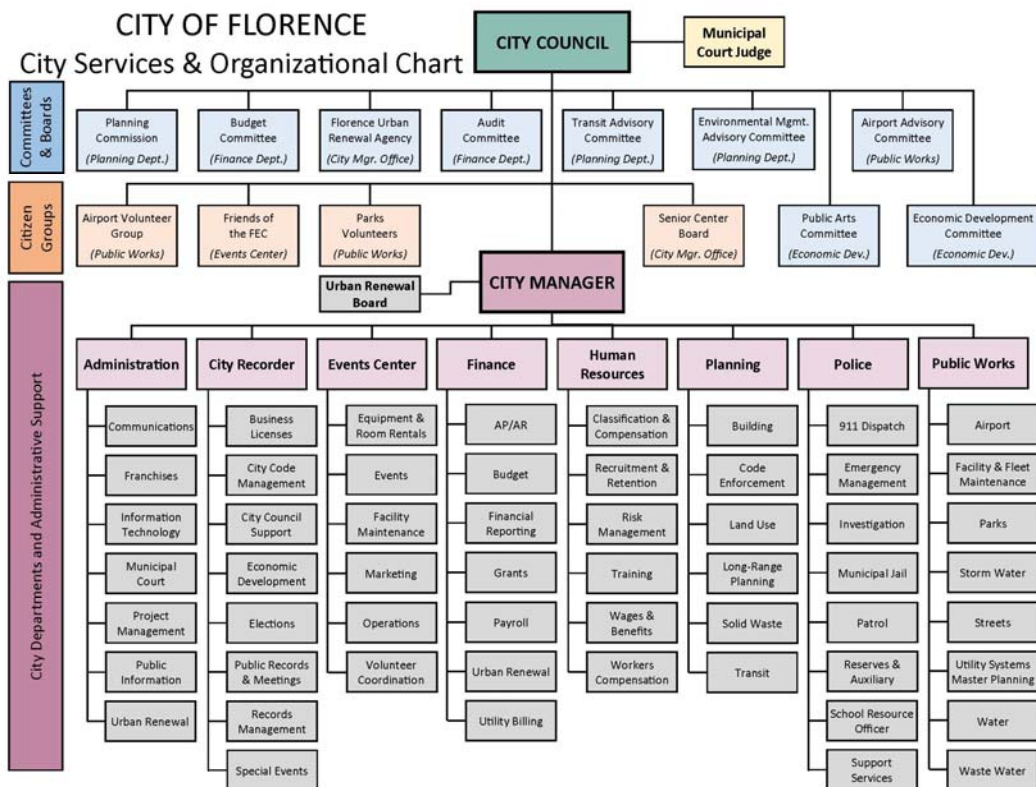 CITY OF FLORENCE
City Services & Organizational Chart
CITY COUNCIL
Municipal
Court Judge
Committees
& Boards
Planning
Commission
(Planning Dept.)
Budget
Committee
(Finance Dept.)
Florence Urban
Renewal Agency
(City Mgr. Office)
Audit
Committee
(Finance Dept.)
Transit Advisory
Committee
(Planning Dept.)
Environmental Mgmt.
Advisory Committee
(Planning Dept.)
Airport Advisory
Committee
(Public Works)
Citizen
Groups
Airport Volunteer
Group
(Public Works)
Friends of
the FEC
(Events Center)
Parks
Volunteers
(Public Works)
Senior Center
Board
(City Mgr. Office)
Public Arts
Committee
(Economic Dev.)
Economic Development
Committee
(Economic Dev.)
Urban Renewal
Board
CITY MANAGER
City Departments and Administrative Support
Administration
Communications
Franchises
Information
Technology
Municipal
Court
Project
Management
Public
Information
Urban Renewal
City Recorder
Business
Licenses
City Code
Management
City Council
Support
Economic
Development
Elections
Public Records
& Meetings
Records
Management
Special Events
Events Center
Equipment &
Room Rentals
Events
Facility
Maintenance
Marketing
Operations
Volunteer
Coordination
Finance
AP/AR
Budget
Financial
Reporting
Grants
Payroll
Urban Renewal
Utility Billing
Human
Resources
Classification &
Compensation
Recruitment &
Retention
Risk
Management
Training
Wages &
Benefits
Workers
Compensation
Planning
Building
Code
Enforcement
Land Use
Long-Range
Planning
Solid Waste
Transit
Police
911 Dispatch
Emergency
Management
Investigation
Municipal Jail
Patrol
Reserves &
Auxiliary
School Resource
Officer
Support
Services
Public Works
Airport
Facility & Fleet
Maintenance
Parks
Storm Water
Streets
Utility Systems
Master Planning
Water
Waste Water